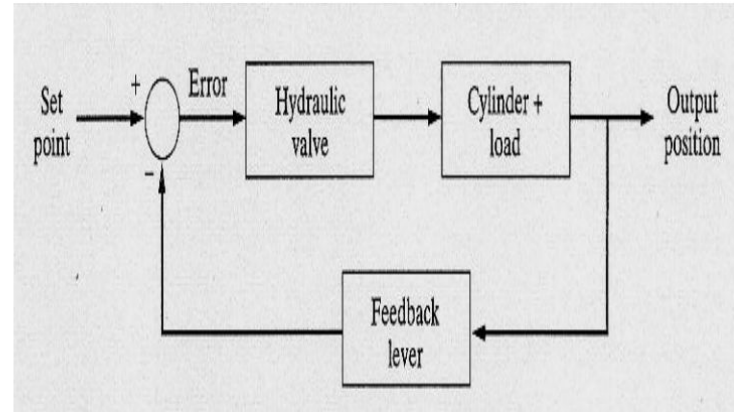 Set
point
+
−
Error
Hydraulic
valve
Cylinder +
load
Output
position
Feedback
lever